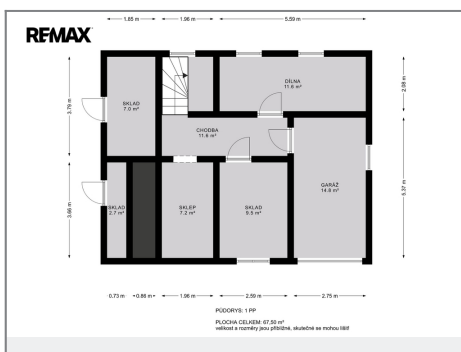 1.85 m
1.96 m
5.59 m
REMAX
DÍLNA
11.6 m²
2.08 m
3.79 m
SKLAD
7.0 m²
CHODBA
11.6 m²
GARÁŽ
14.8 m²
5.37 m
3.68 m
SKLAD
2.7 m²
SKLEP
7.2 m²
SKLAD
9.5 m²
0.73 m
0.86 m
1.96 m
2.59 m
2.75 m
PŮDORYS: 1 PP
PLOCHA CELKEM: 67,50 m²
velikost a rozměry jsou přibližné, skutečné se mohou lišit!